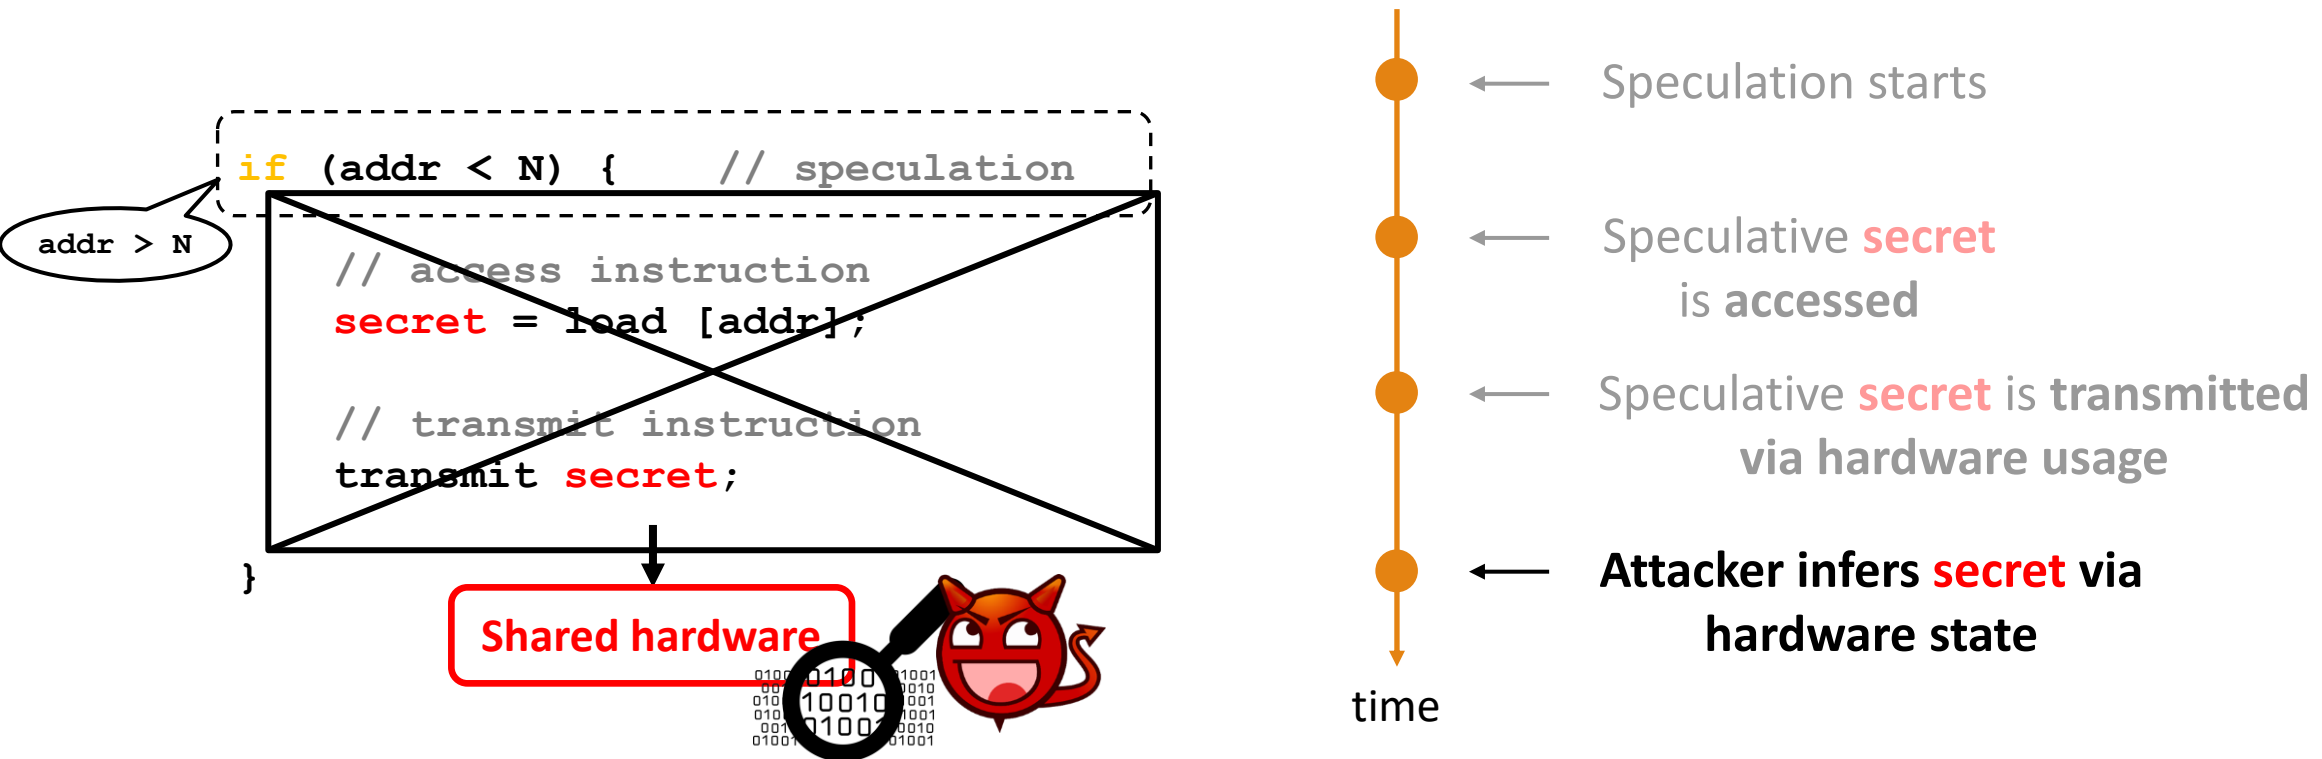 if (addr < N) {    // speculation
addr > N
// access instruction
secret = load [addr];
// transmit instruction
transmit secret;
}
Shared hardware
Speculation starts
Speculative secret
is accessed
Speculative secret is transmitted
via hardware usage
Attacker infers secret via
hardware state
time